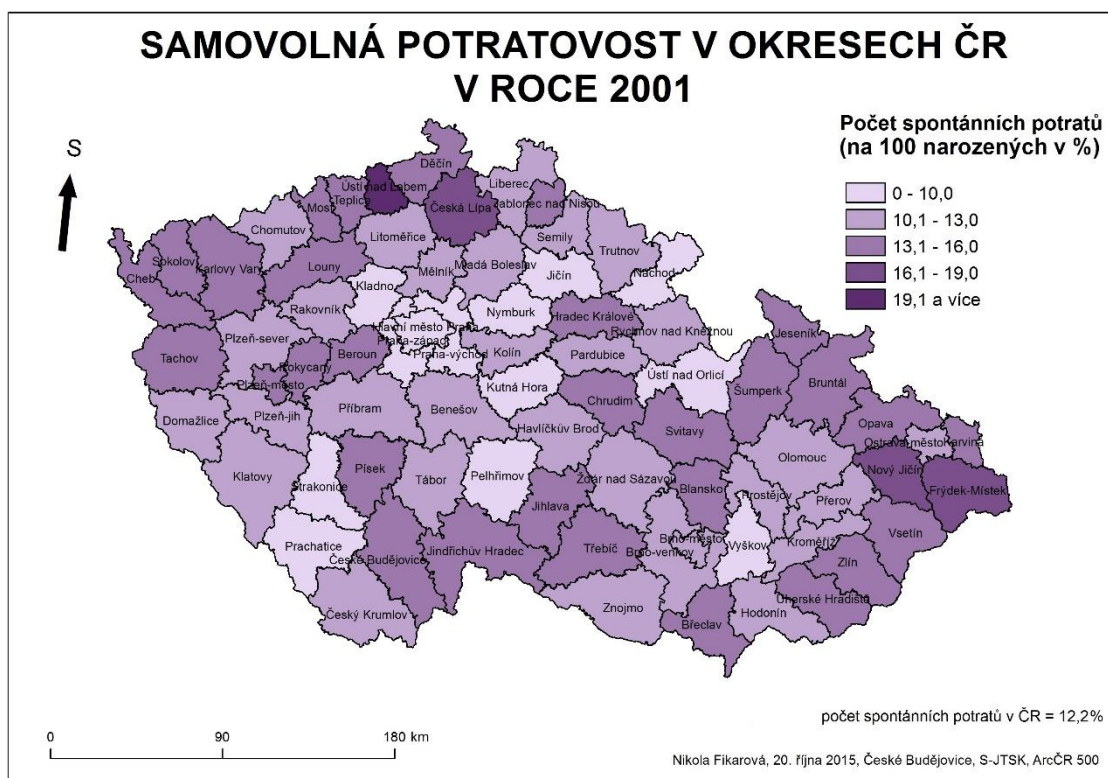 SAMOVOLNÁ POTRATOVOST V OKRESECH ČR
V ROCE 2001
S
Počet spontánních potratů
(na 100 narozených v %)
0 - 10,0
10,1 - 13,0
13,1 - 16,0
16,1 - 19,0
19,1 a více
Děčín
Ústí nad Labem
Liberec
Teplice
Most
Česká Lípa
Jablonec nad Nisou
Chomutov
Litoměřice
Semily
Trutnov
Sokolov
Karlovy Vary
Louny
Mělník
Mladá Boleslav
Jičín
Náchod
Cheb
Kladno
Rakovník
Nymburk
Hradec Králové
Hlavní město Praha
Rychnov nad Kněžnou
Jeseník
Plzeň-sever
Praha-západ
Tachov
Beroun
Praha-východ
Kolín
Pardubice
Rokycany
Plzeň-město
Kutná Hora
Ústí nad Orlicí
Šumperk
Bruntál
Příbram
Benešov
Chrudim
Domažlice
Plzeň-jih
Havlíčkův Brod
Svitavy
Opava
Ostrava-město
Karviná
Klatovy
Písek
Tábor
Pelhřimov
Olomouc
Nový Jičín
Strakonice
Žďár nad Sázavou
Blansko
Frýdek-Místek
Prostějov
Přerov
Jihlava
Vsetín
Prachatice
Jindřichův Hradec
Třebíč
Brno-město
Vyškov
Kroměříž
České Budějovice
Brno-venkov
Zlín
Uherské Hradiště
Český Krumlov
Znojmo
Hodonín
Břeclav
počet spontánních potratů v ČR = 12,2%
0 90 180 km
Nikola Fikarová, 20. října 2015, České Budějovice, S-JTSK, ArcČR 500